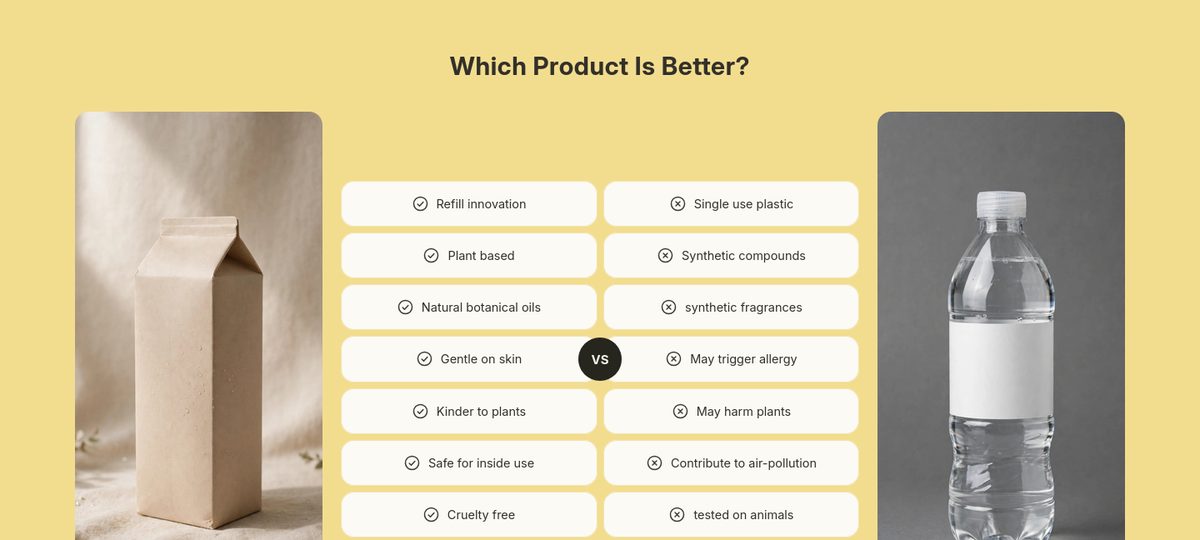 Which Product Is Better?
Refill innovation
Single use plastic
Plant based
Synthetic compounds
Natural botanical oils
synthetic fragrances
Gentle on skin
VS
May trigger allergy
Kinder to plants
May harm plants
Safe for inside use
Contribute to air-pollution
Cruelty free
tested on animals